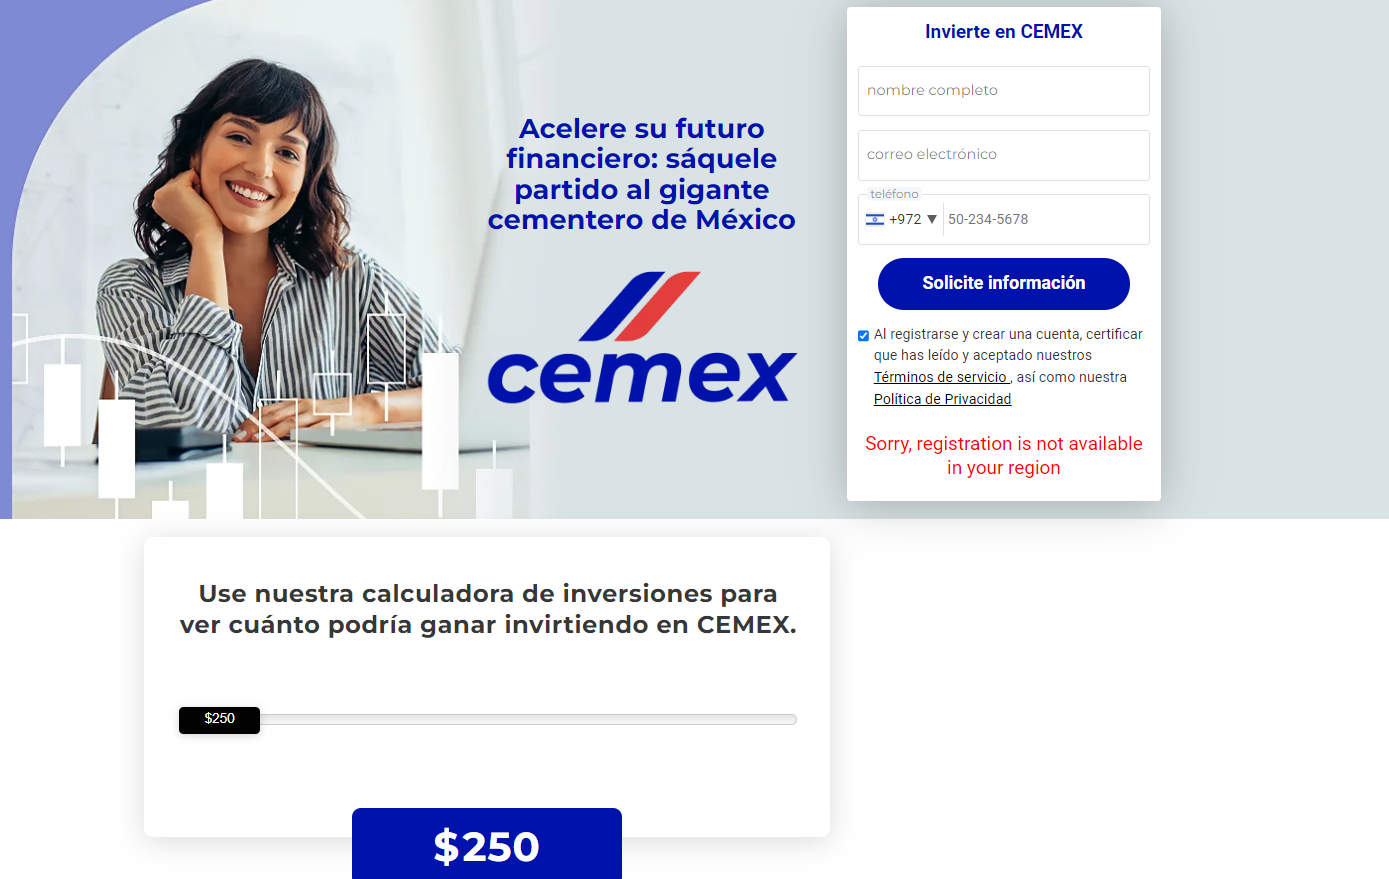 Acelere su futuro
financiero: sáquele
partido al gigante
cementero de México
cemex
Invierte en CEMEX
nombre completo
correo electrónico
teléfono
+972 50-234-5678
Solicite información
Al registrarse y crear una cuenta, certificar
que has leído y aceptado nuestros
Términos de servicio , así como nuestra
Política de Privacidad
Sorry, registration is not available
in your region
Use nuestra calculadora de inversiones para
ver cuánto podría ganar invirtiendo en CEMEX.
$250
$250